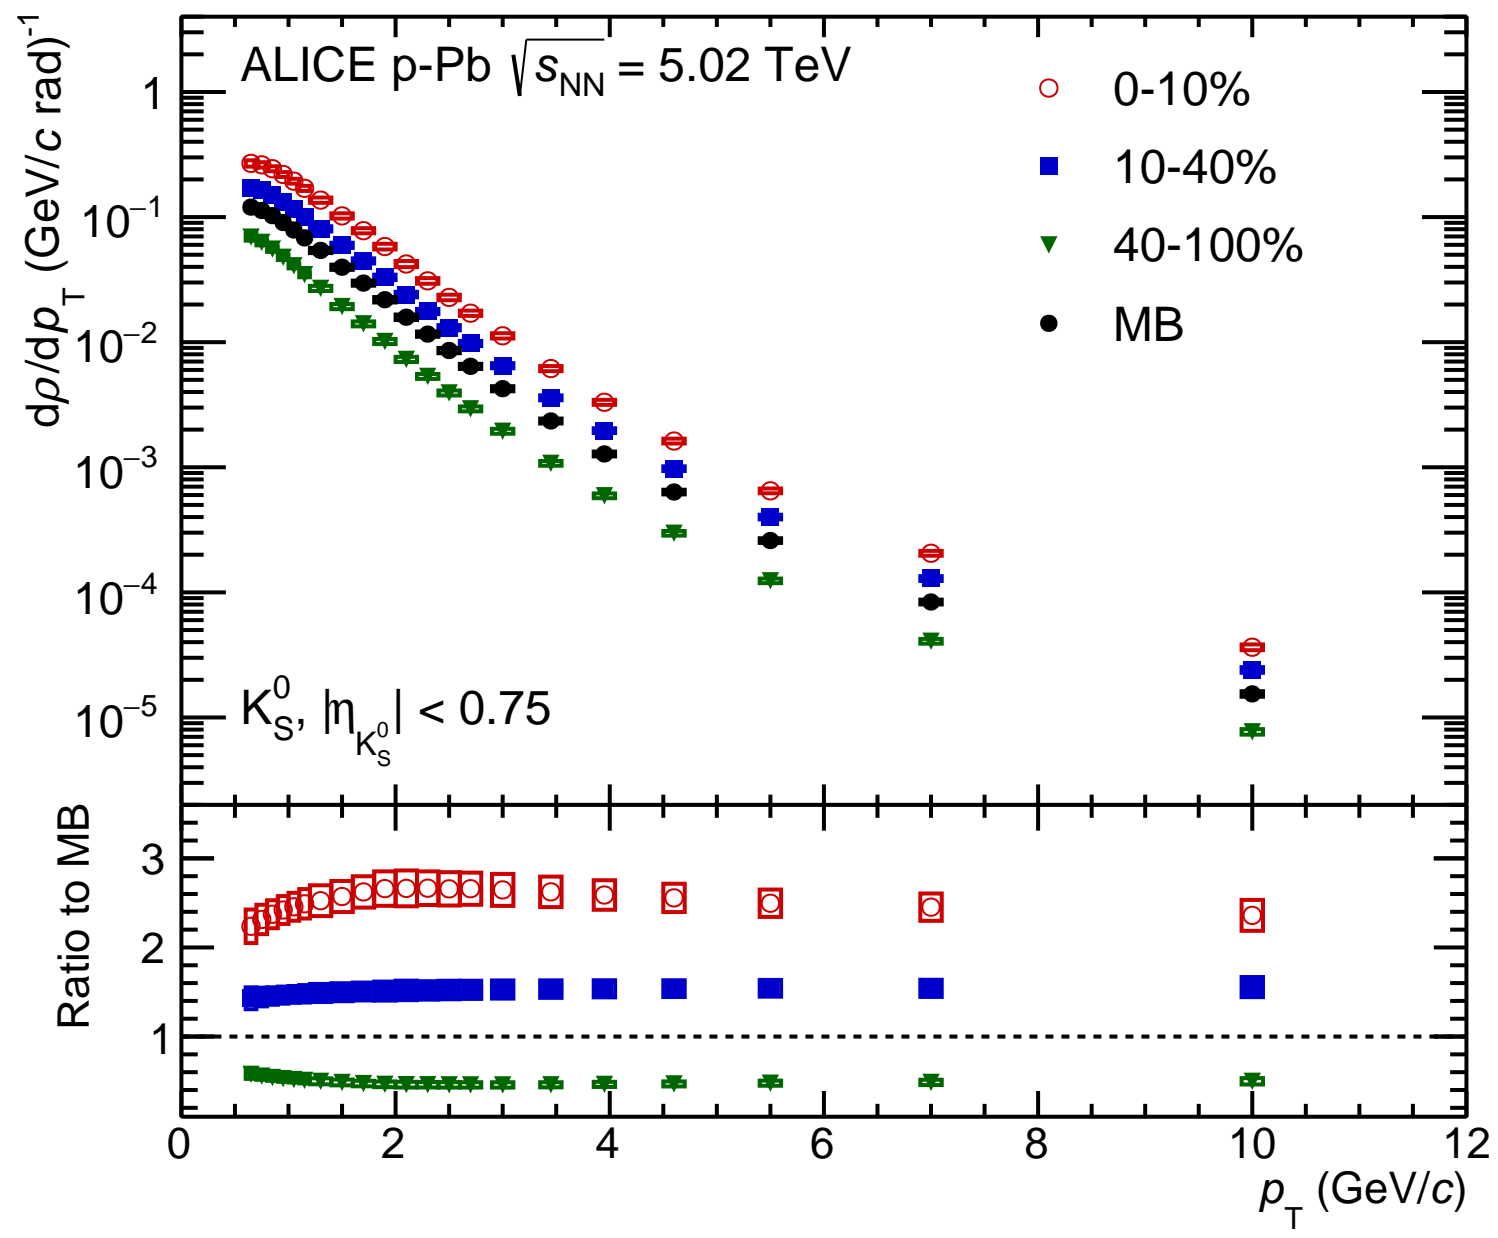 ALICE p-Pb √s_NN = 5.02 TeV
0-10%
10-40%
40-100%
MB
dρ/dp_T (GeV/c rad)^-1
1
10^−1
10^−2
10^−3
10^−4
10^−5
K^0_S, |η_K^0_S| < 0.75
Ratio to MB
3
2
1
0 2 4 6 8 10 12
p_T (GeV/c)